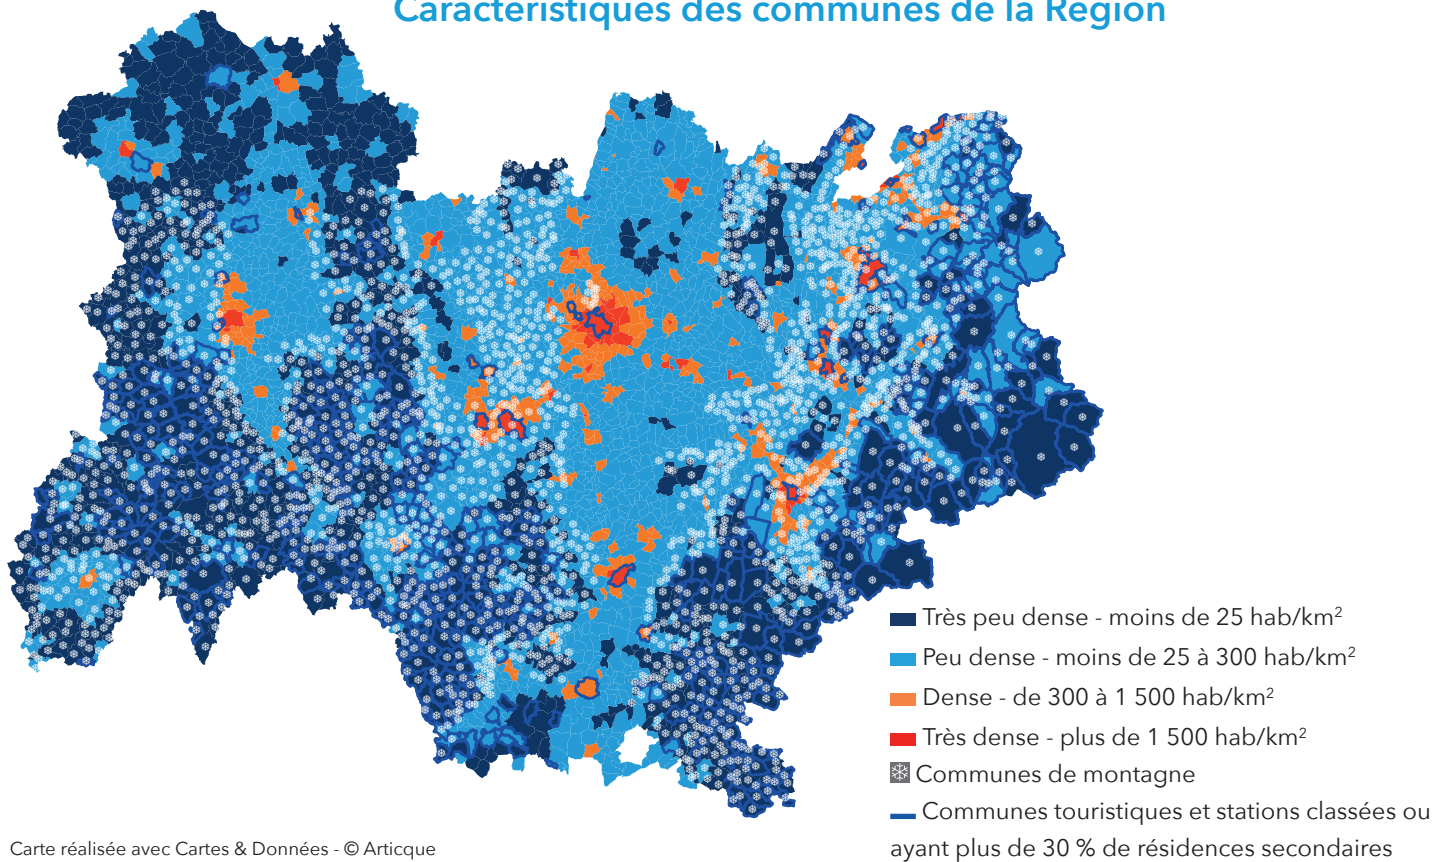 Caractéristiques des communes de la Région
Très peu dense - moins de 25 hab/km²
Peu dense - moins de 25 à 300 hab/km²
Dense - de 300 à 1 500 hab/km²
Très dense - plus de 1 500 hab/km²
Communes de montagne
Communes touristiques et stations classées ou
ayant plus de 30 % de résidences secondaires
Carte réalisée avec Cartes & Données - © Articque